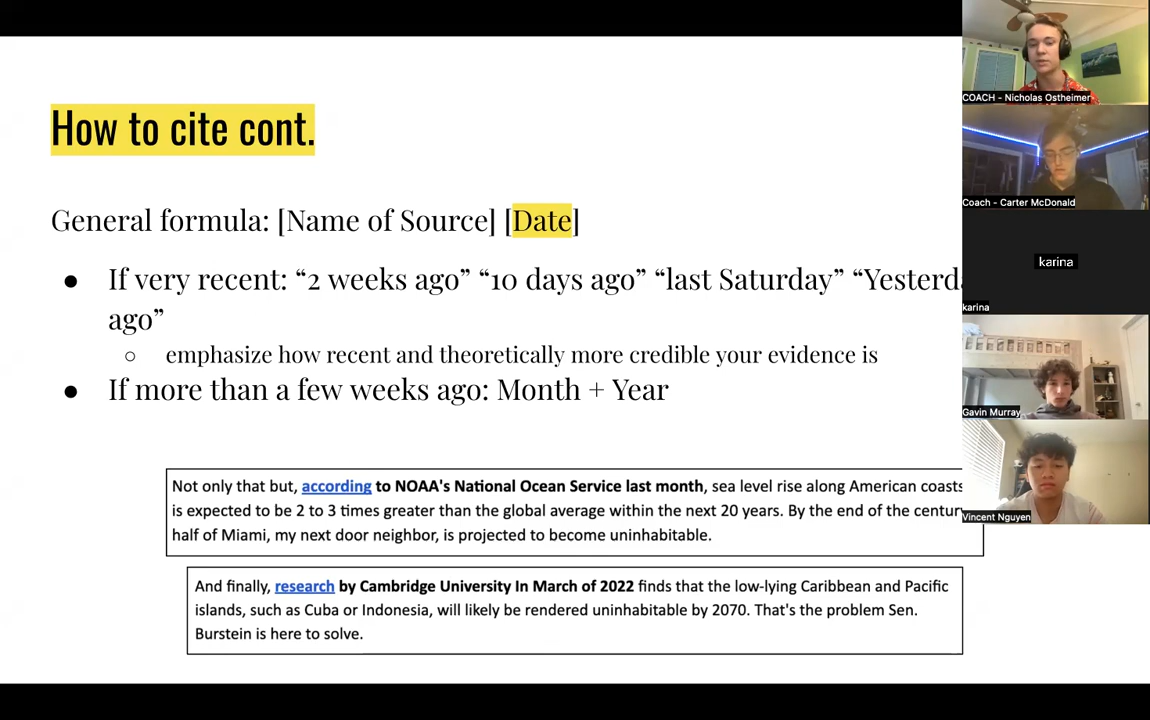 How to cite cont.
General formula: [Name of Source] [Date]
● If very recent: “2 weeks ago” “10 days ago” “last Saturday” “Yesterda
ago”
○ emphasize how recent and theoretically more credible your evidence is
● If more than a few weeks ago: Month + Year
Not only that but, according to NOAA's National Ocean Service last month, sea level rise along American coasts
is expected to be 2 to 3 times greater than the global average within the next 20 years. By the end of the century
half of Miami, my next door neighbor, is projected to become uninhabitable.
And finally, research by Cambridge University In March of 2022 finds that the low-lying Caribbean and Pacific
islands, such as Cuba or Indonesia, will likely be rendered uninhabitable by 2070. That's the problem Sen.
Burstein is here to solve.
COACH - Nicholas Ostheimer
Coach - Carter McDonald
karina
karina
Gavin Murray
Vincent Nguyen